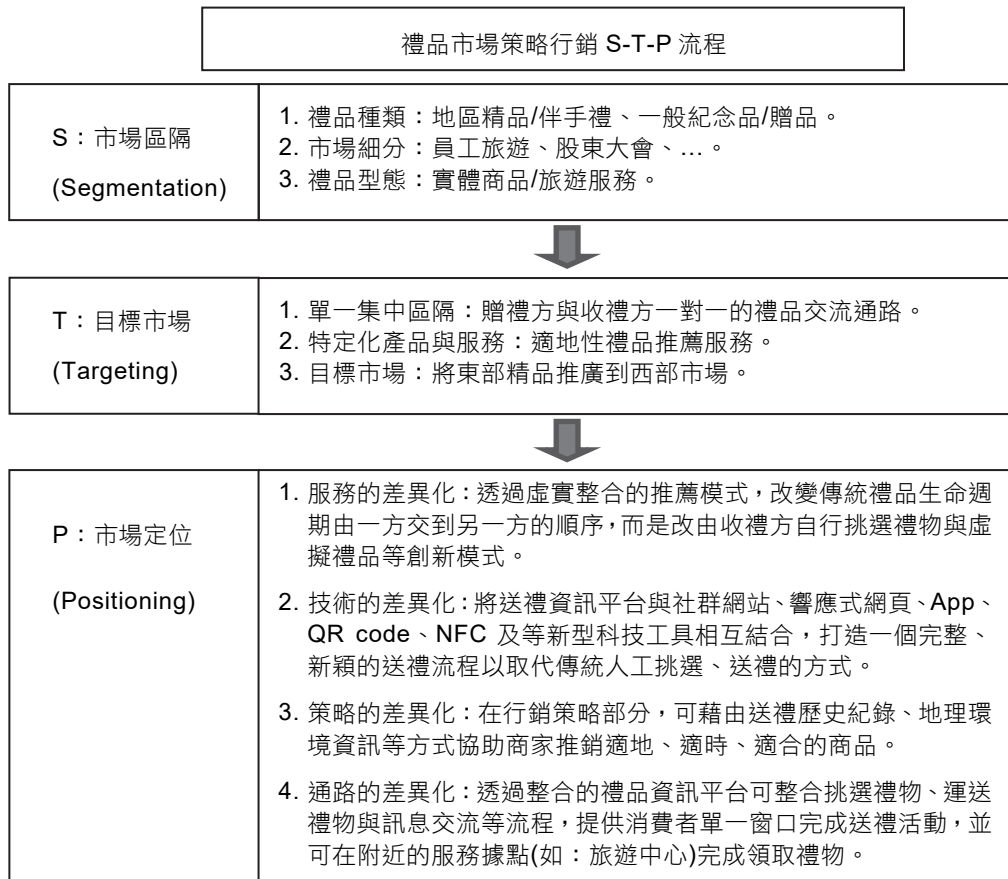 禮品市場策略行銷 S-T-P 流程
S：市場區隔
(Segmentation)
1. 禮品種類：地區精品/伴手禮、一般紀念品/贈品。
2. 市場細分：員工旅遊、股東大會、…。
3. 禮品型態：實體商品/旅遊服務。
T：目標市場
(Targeting)
1. 單一集中區隔：贈禮方與收禮方一對一的禮品交流通路。
2. 特定化產品與服務：適地性禮品推薦服務。
3. 目標市場：將東部精品推廣到西部市場。
P：市場定位
(Positioning)
1. 服務的差異化：透過虛實整合的推薦模式，改變傳統禮品生命週
期由一方交到另一方的順序，而是改由收禮方自行挑選禮物與虛
擬禮品等創新模式。
2. 技術的差異化：將送禮資訊平台與社群網站、響應式網頁、App、
QR code、NFC 及等新型科技工具相互結合，打造一個完整、
新穎的送禮流程以取代傳統人工挑選、送禮的方式。
3. 策略的差異化：在行銷策略部分，可藉由送禮歷史紀錄、地理環
境資訊等方式協助商家推銷適地、適時、適合的商品。
4. 通路的差異化：透過整合的禮品資訊平台可整合挑選禮物、運送
禮物與訊息交流等流程，提供消費者單一窗口完成送禮活動，並
可在附近的服務據點(如：旅遊中心)完成領取禮物。